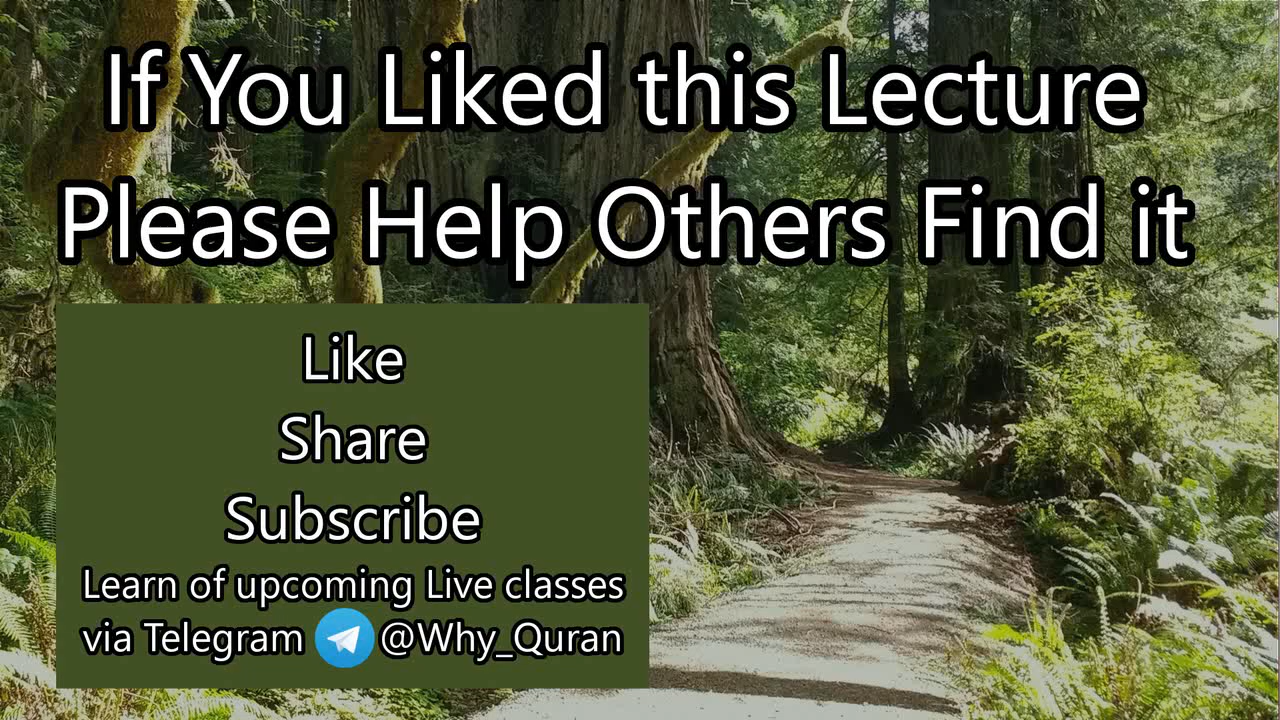 If You Liked this Lecture
Please Help Others Find it
Like
Share
Subscribe
Learn of upcoming Live classes
via Telegram @Why_Quran